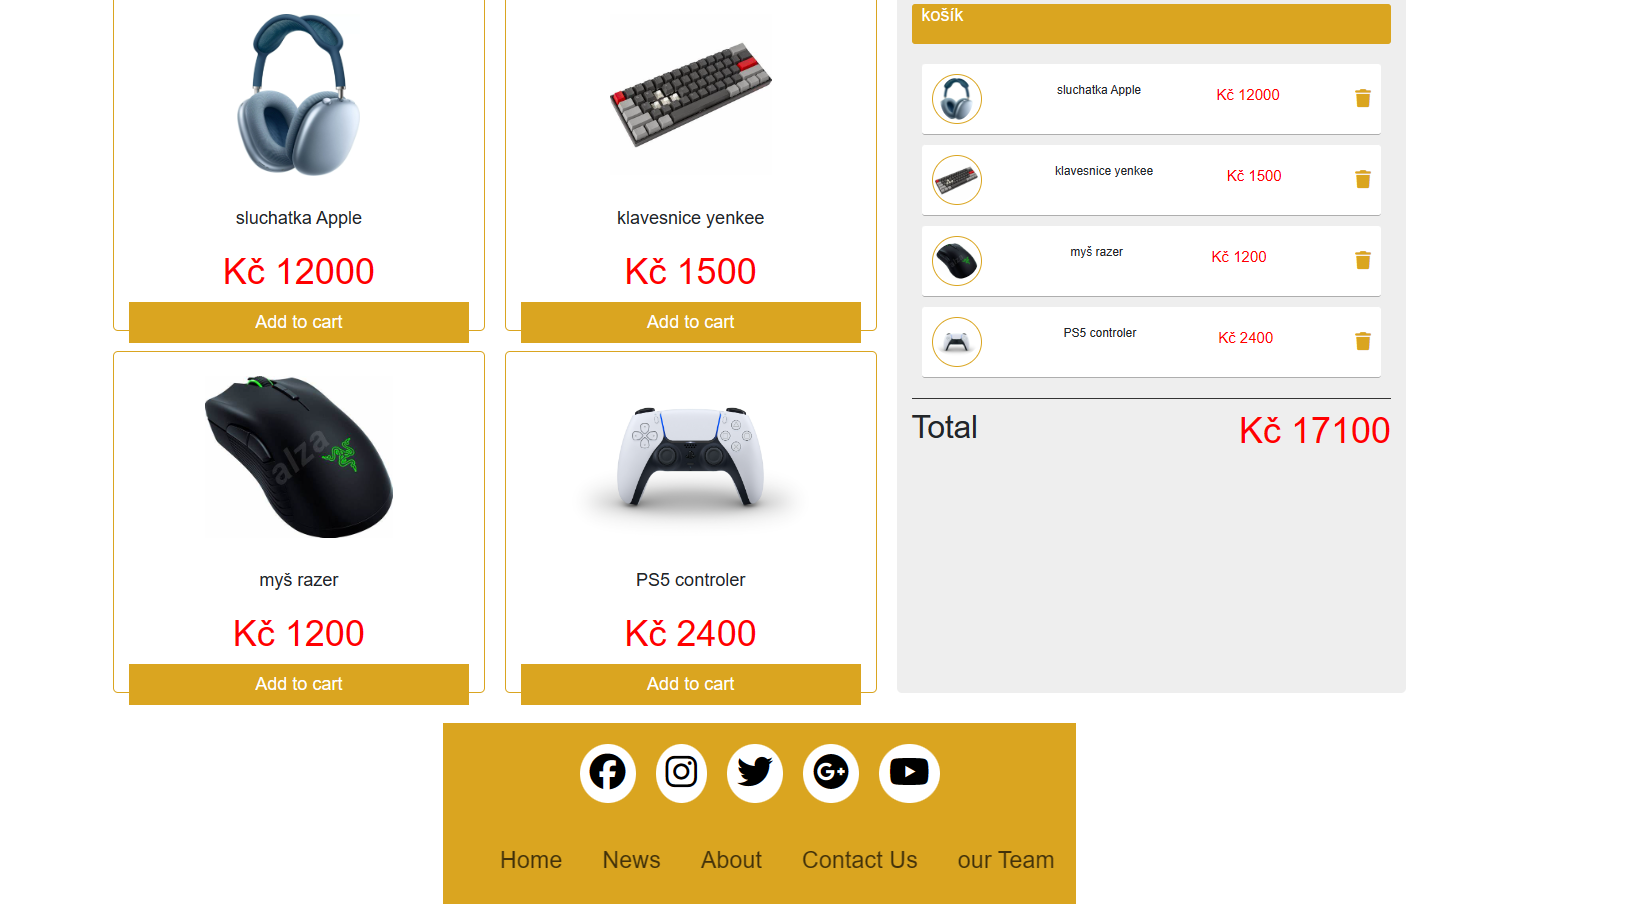 sluchatka Apple
Kč 12000
Add to cart
klavesnice yenkee
Kč 1500
Add to cart
alza
myš razer
Kč 1200
Add to cart
PS5 controler
Kč 2400
Add to cart
košík
sluchatka Apple Kč 12000
klavesnice yenkee Kč 1500
myš razer Kč 1200
PS5 controler Kč 2400
Total Kč 17100
Home News About Contact Us our Team